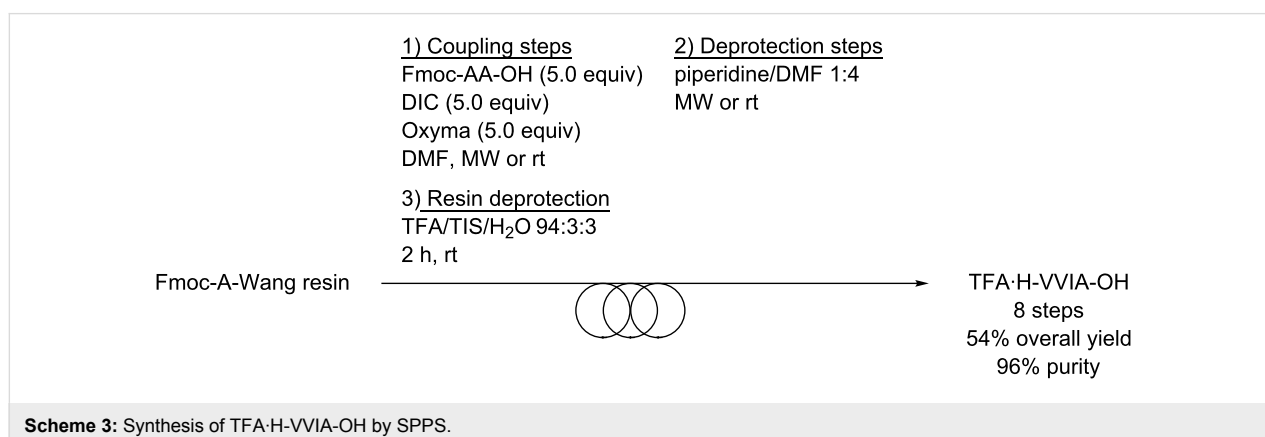 1) Coupling steps
Fmoc-AA-OH (5.0 equiv)
DIC (5.0 equiv)
Oxyma (5.0 equiv)
DMF, MW or rt
2) Deprotection steps
piperidine/DMF 1:4
MW or rt
3) Resin deprotection
TFA/TIS/H₂O 94:3:3
2 h, rt
Fmoc-A-Wang resin
TFA·H-VVIA-OH
8 steps
54% overall yield
96% purity
Scheme 3: Synthesis of TFA·H-VVIA-OH by SPPS.